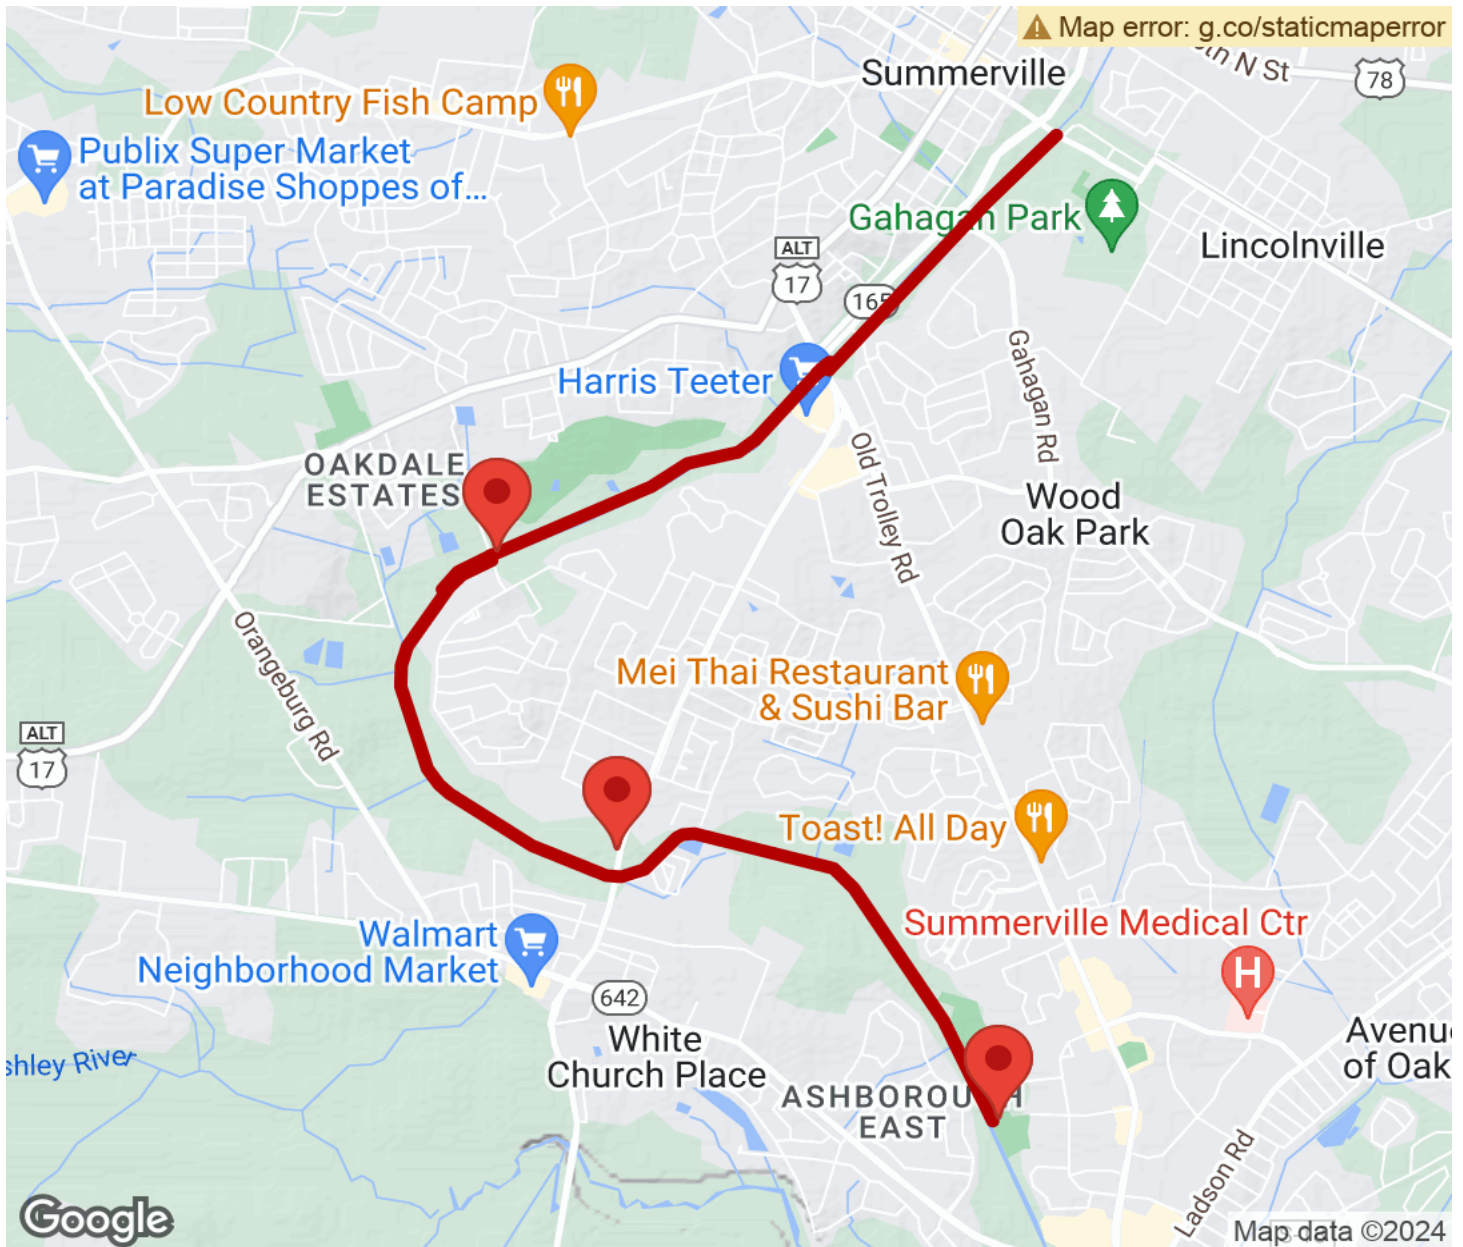 Map error: g.co/staticmaperror
N St
78
Summerville
Low Country Fish Camp
Publix Super Market
at Paradise Shoppes of...
Gahagan Park
Lincolnville
ALT
17
165
Gahagan Rd
Harris Teeter
Old Trolley Rd
OAKDALE
ESTATES
Wood
Oak Park
Orangeburg Rd
Mei Thai Restaurant
& Sushi Bar
ALT
17
Toast! All Day
Summerville Medical Ctr
H
Walmart
Neighborhood Market
642
White
Church Place
shley River
Avenu
of Oak
ASHBOROUGH
EAST
Ladson Rd
Google
Map data ©2024